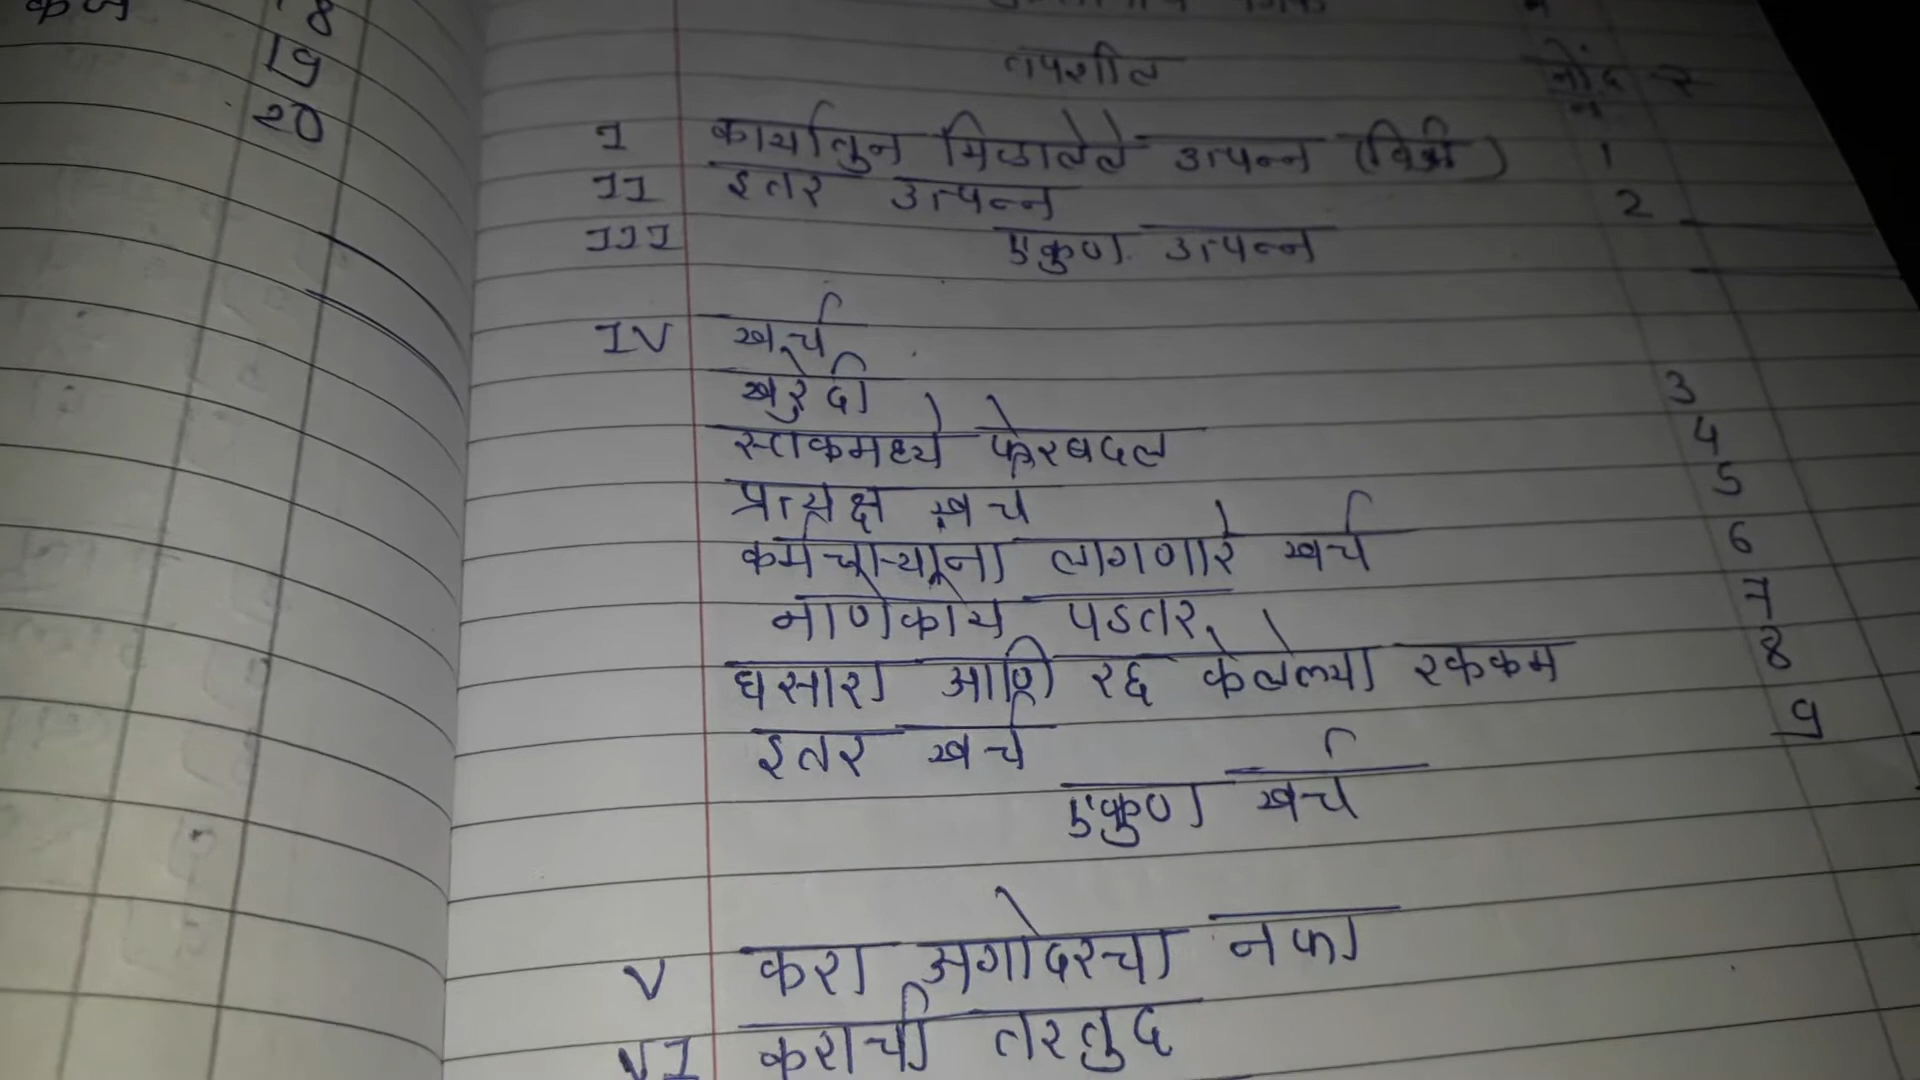 18
19
20
तपशील
नोंद रु
I कार्यातुन मिळालेले उत्पन्न (विक्री) 1
II इतर उत्पन्न 2
III एकुण उत्पन्न
IV खर्च
खरेदी 3
स्टाकमध्ये फेरबदल 4
प्रत्यक्ष खर्च 5
कर्मचाऱ्यांना लागणारे खर्च 6
पडतर 7
घसारा आणि रद्द केलेल्या रककम 8
इतर खर्च 9
एकुण खर्च
V करा अगोदरचा नफा
VI कराची तरतुद